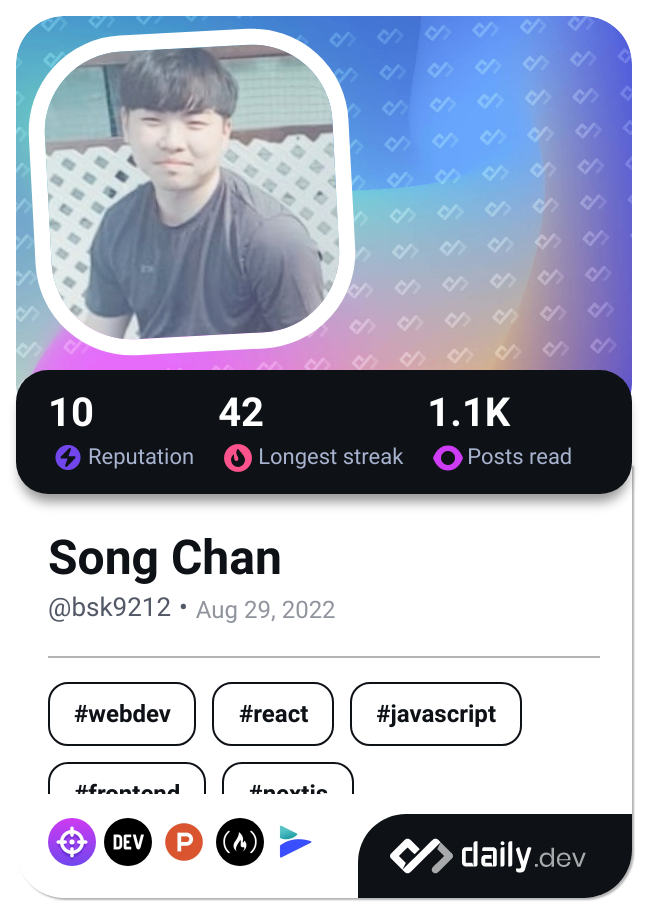 10 42 1.1K
Reputation Longest streak Posts read
Song Chan
@bsk9212 • Aug 29, 2022
#webdev #react #javascript
#frontend #nextjs
DEV P
daily.dev